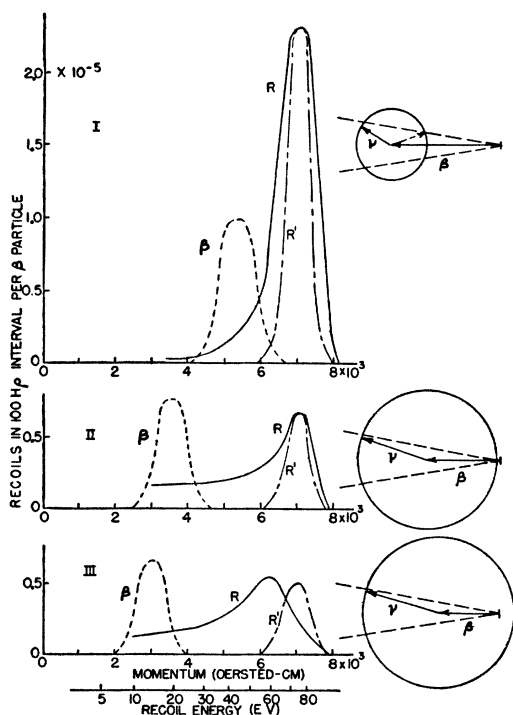 RECOILS IN 100 Hρ INTERVAL PER β PARTICLE
2.0
× 10⁻⁵
I
1.5
1.0
0.5
0
R
β
R'
ν
β
0 2 4 6 8×10³
II
0.5
0
β
R
R'
ν
β
0 2 4 6 8×10³
III
0.5
0
β
R
R'
ν
β
0 2 4 6 8×10³
MOMENTUM (OERSTED-CM)
5 10 20 30 40 60 80
RECOIL ENERGY (EV)